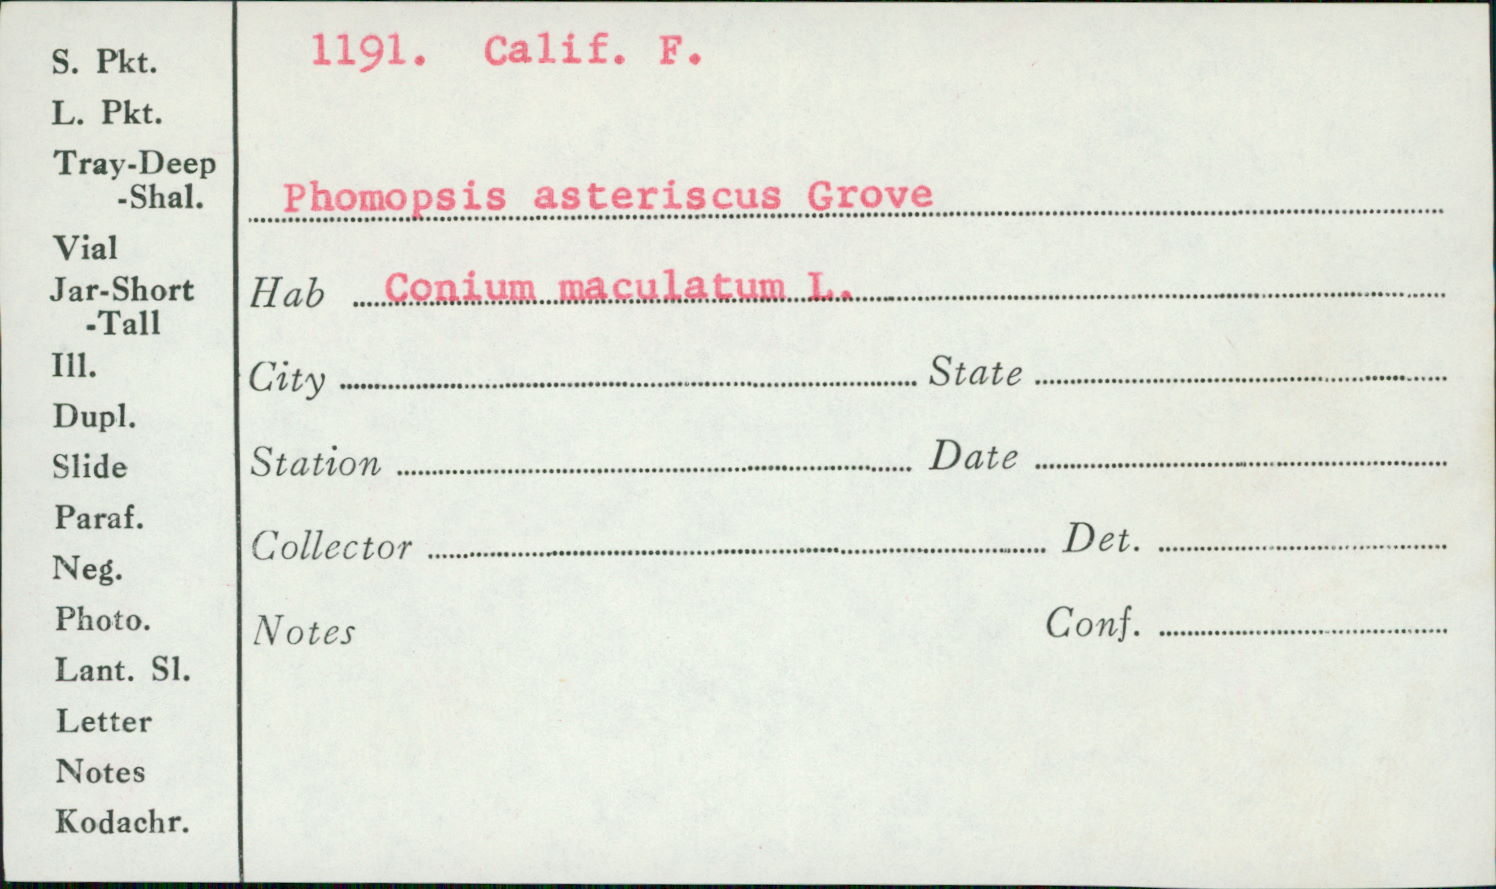 S. Pkt.
L. Pkt.
Tray-Deep
-Shal.
Vial
Jar-Short
-Tall
Ill.
Dupl.
Slide
Paraf.
Neg.
Photo.
Lant. Sl.
Letter
Notes
Kodachr.
1191. Calif. F.
Phomopsis asteriscus Grove
Hab Conium maculatum L.
City State
Station Date
Collector Det.
Notes Conf.